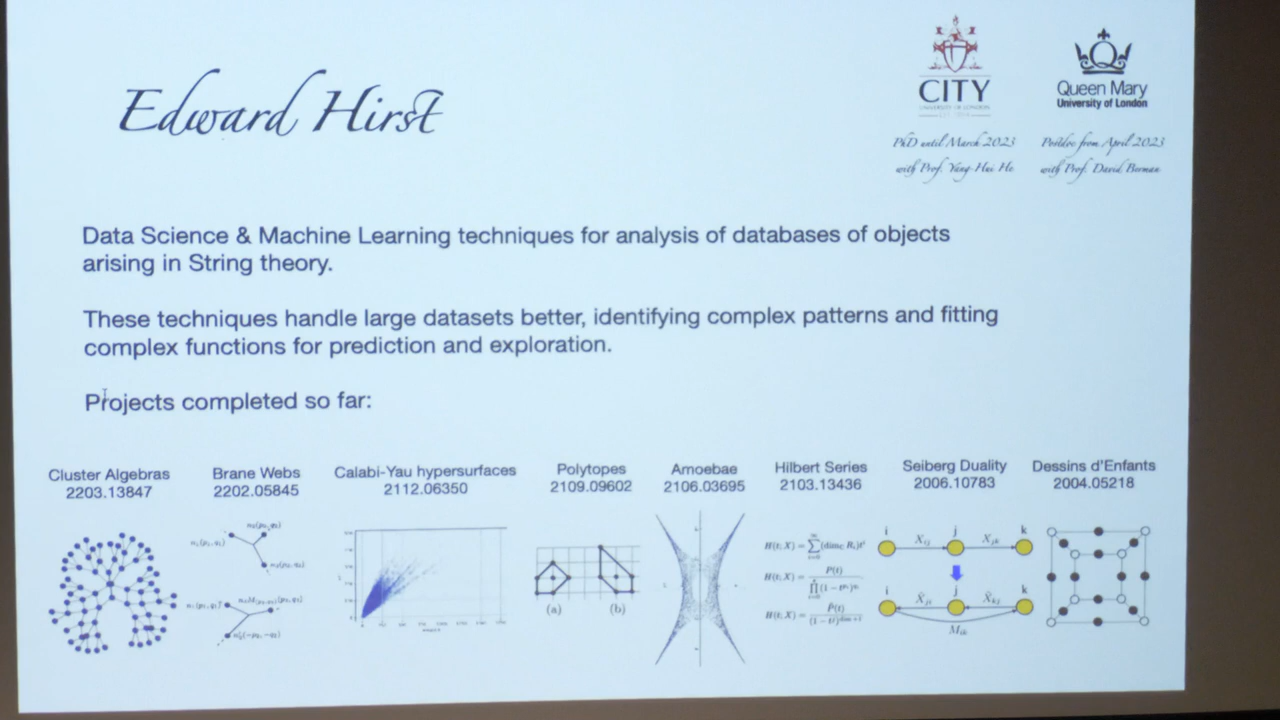 Edward Hirst
CITY
UNIVERSITY OF LONDON
EST 1894
Queen Mary
University of London
PhD until March 2023
with Prof. Yang-Hui He
Postdoc from April 2023
with Prof. David Berman
Data Science & Machine Learning techniques for analysis of databases of objects
arising in String theory.
These techniques handle large datasets better, identifying complex patterns and fitting
complex functions for prediction and exploration.
Projects completed so far:
Cluster Algebras
2203.13847
Brane Webs
2202.05845
Calabi-Yau hypersurfaces
2112.06350
Polytopes
2109.09602
Amoebae
2106.03695
Hilbert Series
2103.13436
Seiberg Duality
2006.10783
Dessins d'Enfants
2004.05218
(a) (b)
i j k
X_ij X_jk
i j k
M_ik